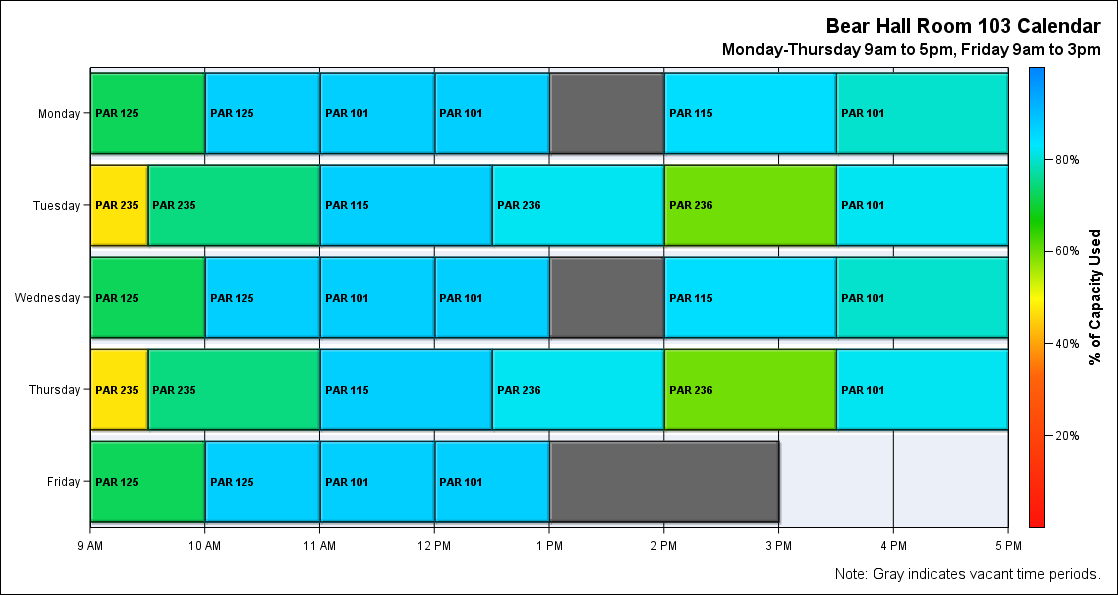 Bear Hall Room 103 Calendar
Monday-Thursday 9am to 5pm, Friday 9am to 3pm
Monday PAR 125 PAR 125 PAR 101 PAR 101 PAR 115 PAR 101
80%
Tuesday PAR 235 PAR 235 PAR 115 PAR 236 PAR 236 PAR 101
60%
Wednesday PAR 125 PAR 125 PAR 101 PAR 101 PAR 115 PAR 101
% of Capacity Used
40%
Thursday PAR 235 PAR 235 PAR 115 PAR 236 PAR 236 PAR 101
20%
Friday PAR 125 PAR 125 PAR 101 PAR 101
9 AM 10 AM 11 AM 12 PM 1 PM 2 PM 3 PM 4 PM 5 PM
Note: Gray indicates vacant time periods.